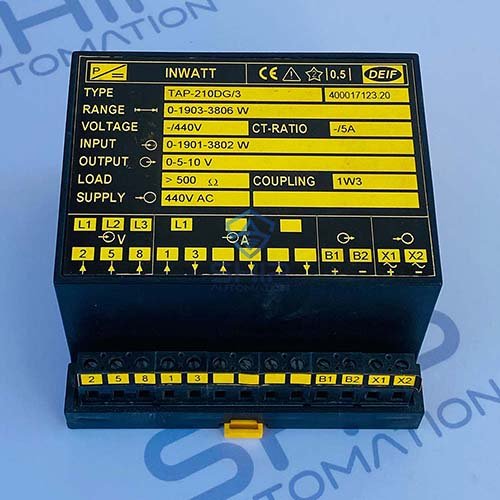 P INWATT CE 0,5 DEIF
TYPE TAP-210DG/3 400017123.20
RANGE 0-1903-3806 W
VOLTAGE -/440V CT-RATIO -/5A
INPUT 0-1901-3802 W
OUTPUT 0-5-10 V
LOAD > 500 Ω COUPLING 1W3
SUPPLY 440V AC
L1 L2 L3 L1
V A
2 5 8 1 3 B1 B2 X1 X2
+ - ~ ~
2 5 8 1 3 B1 B2 X1 X2
SHIP
AUTOMATION